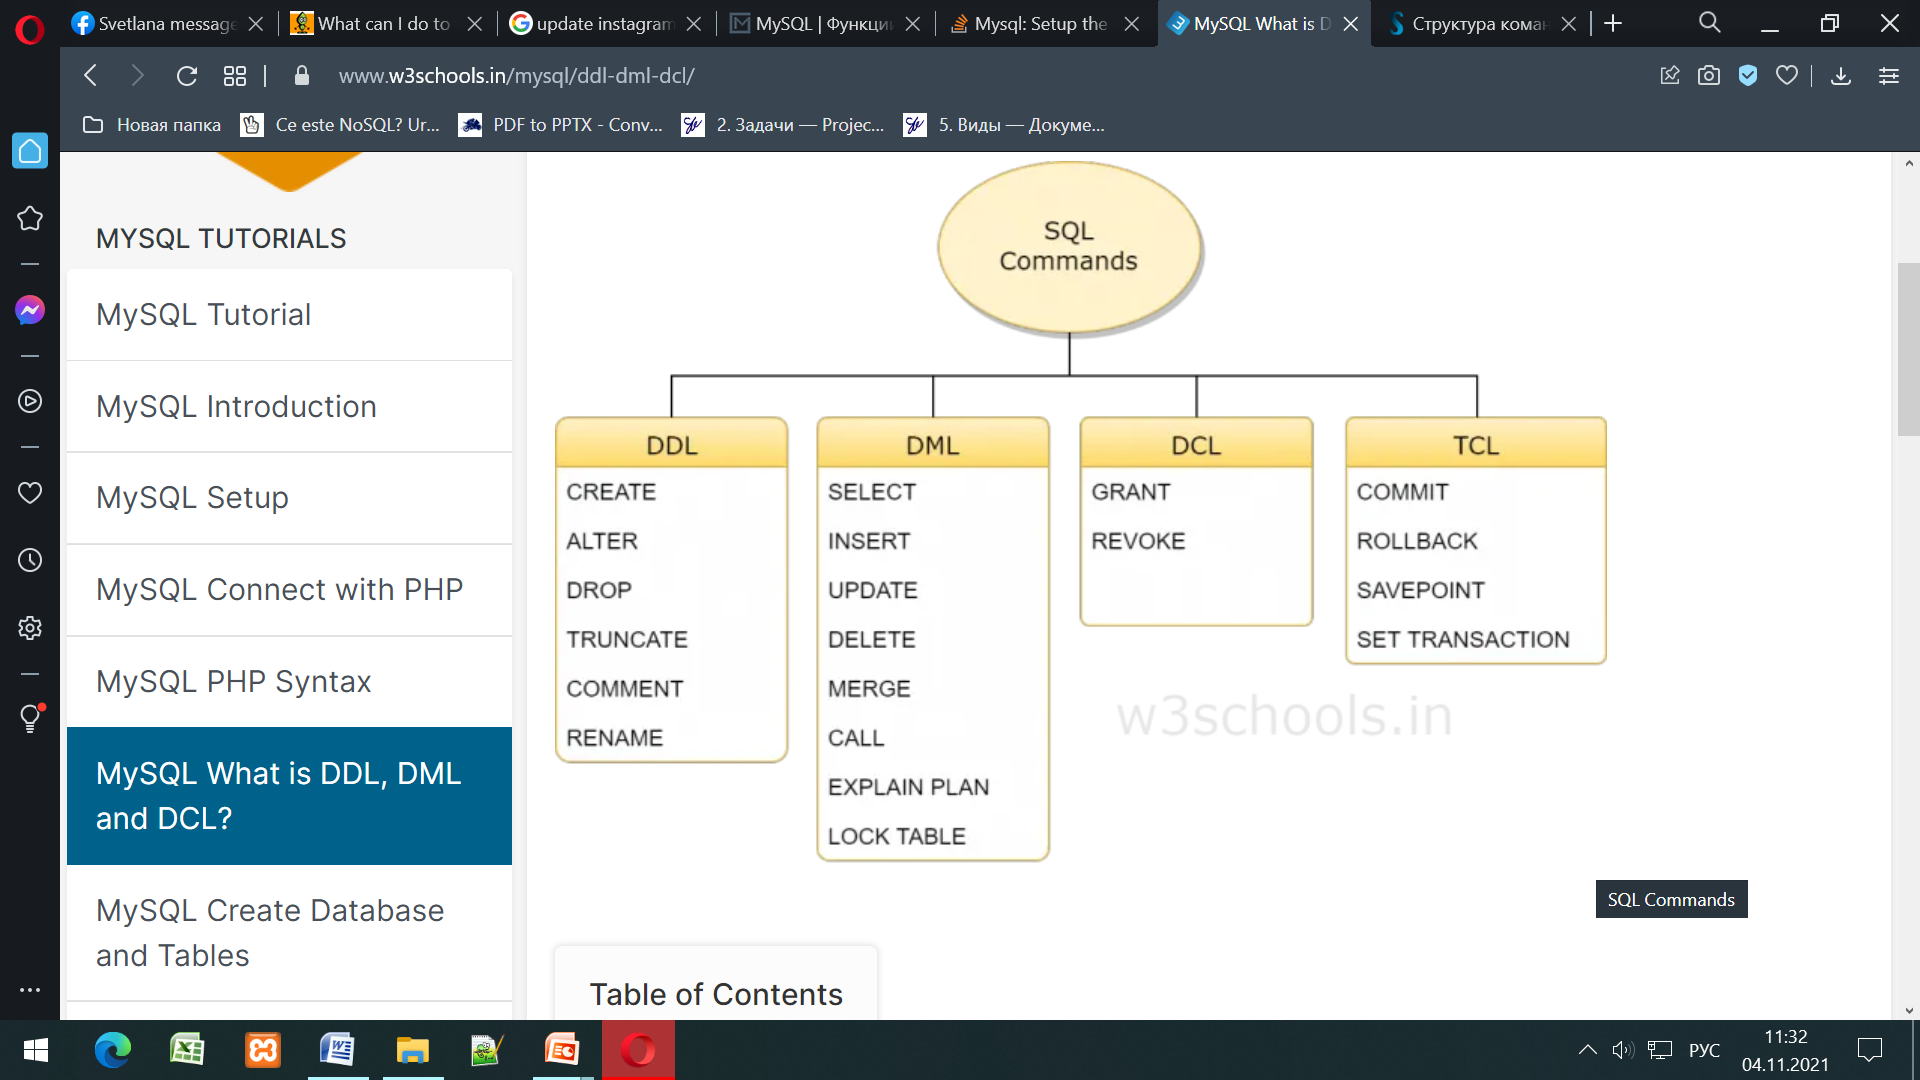 Svetlana message
What can I do to
update instagram
MySQL | Функци
Mysql: Setup the
MySQL What is D
Структура кома
www.w3schools.in/mysql/ddl-dml-dcl/
Новая папка
Ce este NoSQL? Ur...
PDF to PPTX - Conv...
2. Задачи — Projec...
5. Виды — Докуме...
MYSQL TUTORIALS
MySQL Tutorial
MySQL Introduction
MySQL Setup
MySQL Connect with PHP
MySQL PHP Syntax
MySQL What is DDL, DML
and DCL?
MySQL Create Database
and Tables
SQL
Commands
DDL
CREATE
ALTER
DROP
TRUNCATE
COMMENT
RENAME
DML
SELECT
INSERT
UPDATE
DELETE
MERGE
CALL
EXPLAIN PLAN
LOCK TABLE
DCL
GRANT
REVOKE
TCL
COMMIT
ROLLBACK
SAVEPOINT
SET TRANSACTION
w3schools.in
SQL Commands
Table of Contents
РУС
11:32
04.11.2021